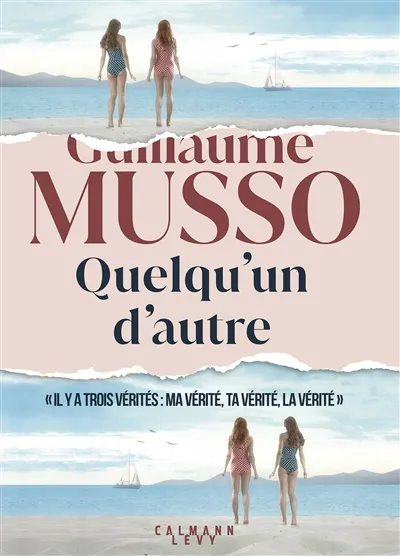 Guillaume
MUSSO
Quelqu'un
d'autre
« IL Y A TROIS VÉRITÉS : MA VÉRITÉ, TA VÉRITÉ, LA VÉRITÉ »
CALMANN
LEVY